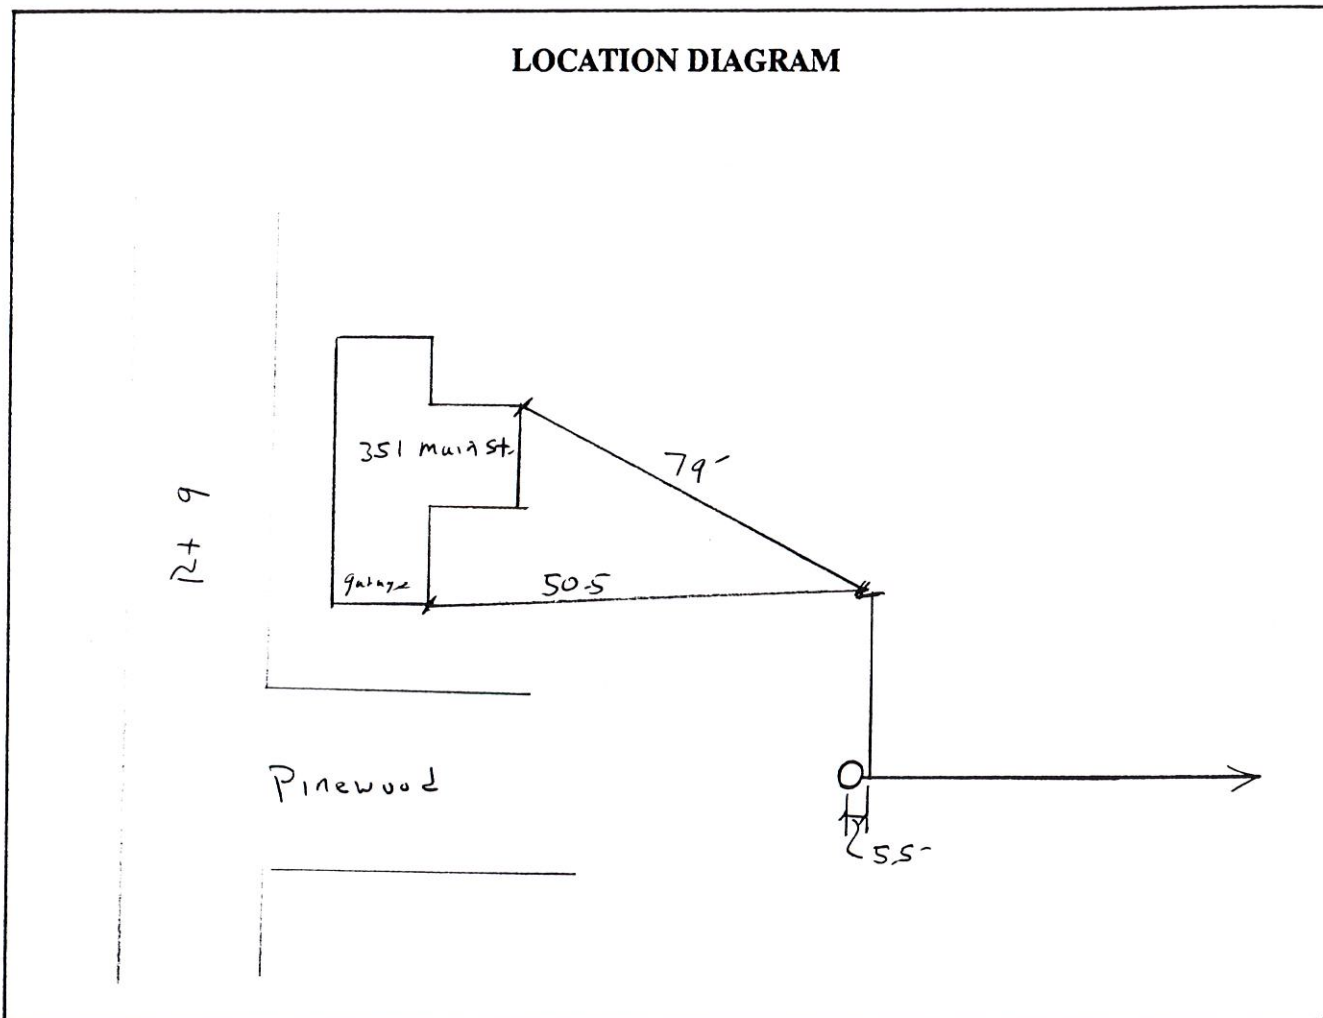 LOCATION DIAGRAM
351 main st.
79'
Rt 9
garage
50.5
Pinewood
5.5'